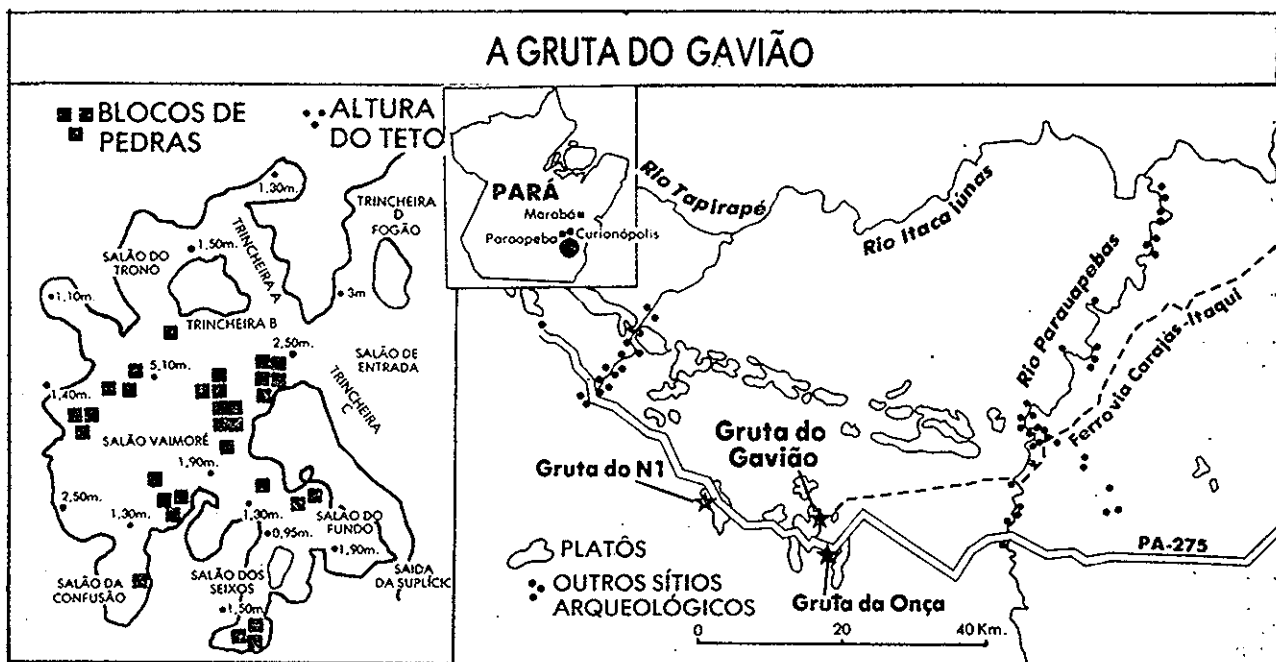 A GRUTA DO GAVIÃO
BLOCOS DE
PEDRAS
ALTURA
DO TETO
1,30m.
TRINCHEIRA
D
FOGÃO
1,50m.
SALÃO DO
TRONO
TRINCHEIRA A
1,10m.
3m
TRINCHEIRA B
2,50m.
SALÃO DE
ENTRADA
5,10m.
TRINCHEIRA
C
1,40m.
SALÃO VAIMORÉ
1,90m.
2,50m.
1,30m.
1,30m.
SALÃO DO
FUNDO
0,95m.
1,90m.
SALÃO DA
CONFUSÃO
SALÃO DOS
SEIXOS
SAIDA
DA SUPLÍCIC
1,50m.
PARÁ
Marabá
Curionópolis
Paraopeba
Rio Tapirapé
Rio Itacaiúnas
Rio Parauapebas
Ferrovia Carajás-Itaqui
Gruta do N1
Gruta do
Gavião
PLATÔS
OUTROS SÍTIOS
ARQUEOLÓGICOS
Gruta da Onça
PA-275
0 20 40 Km.